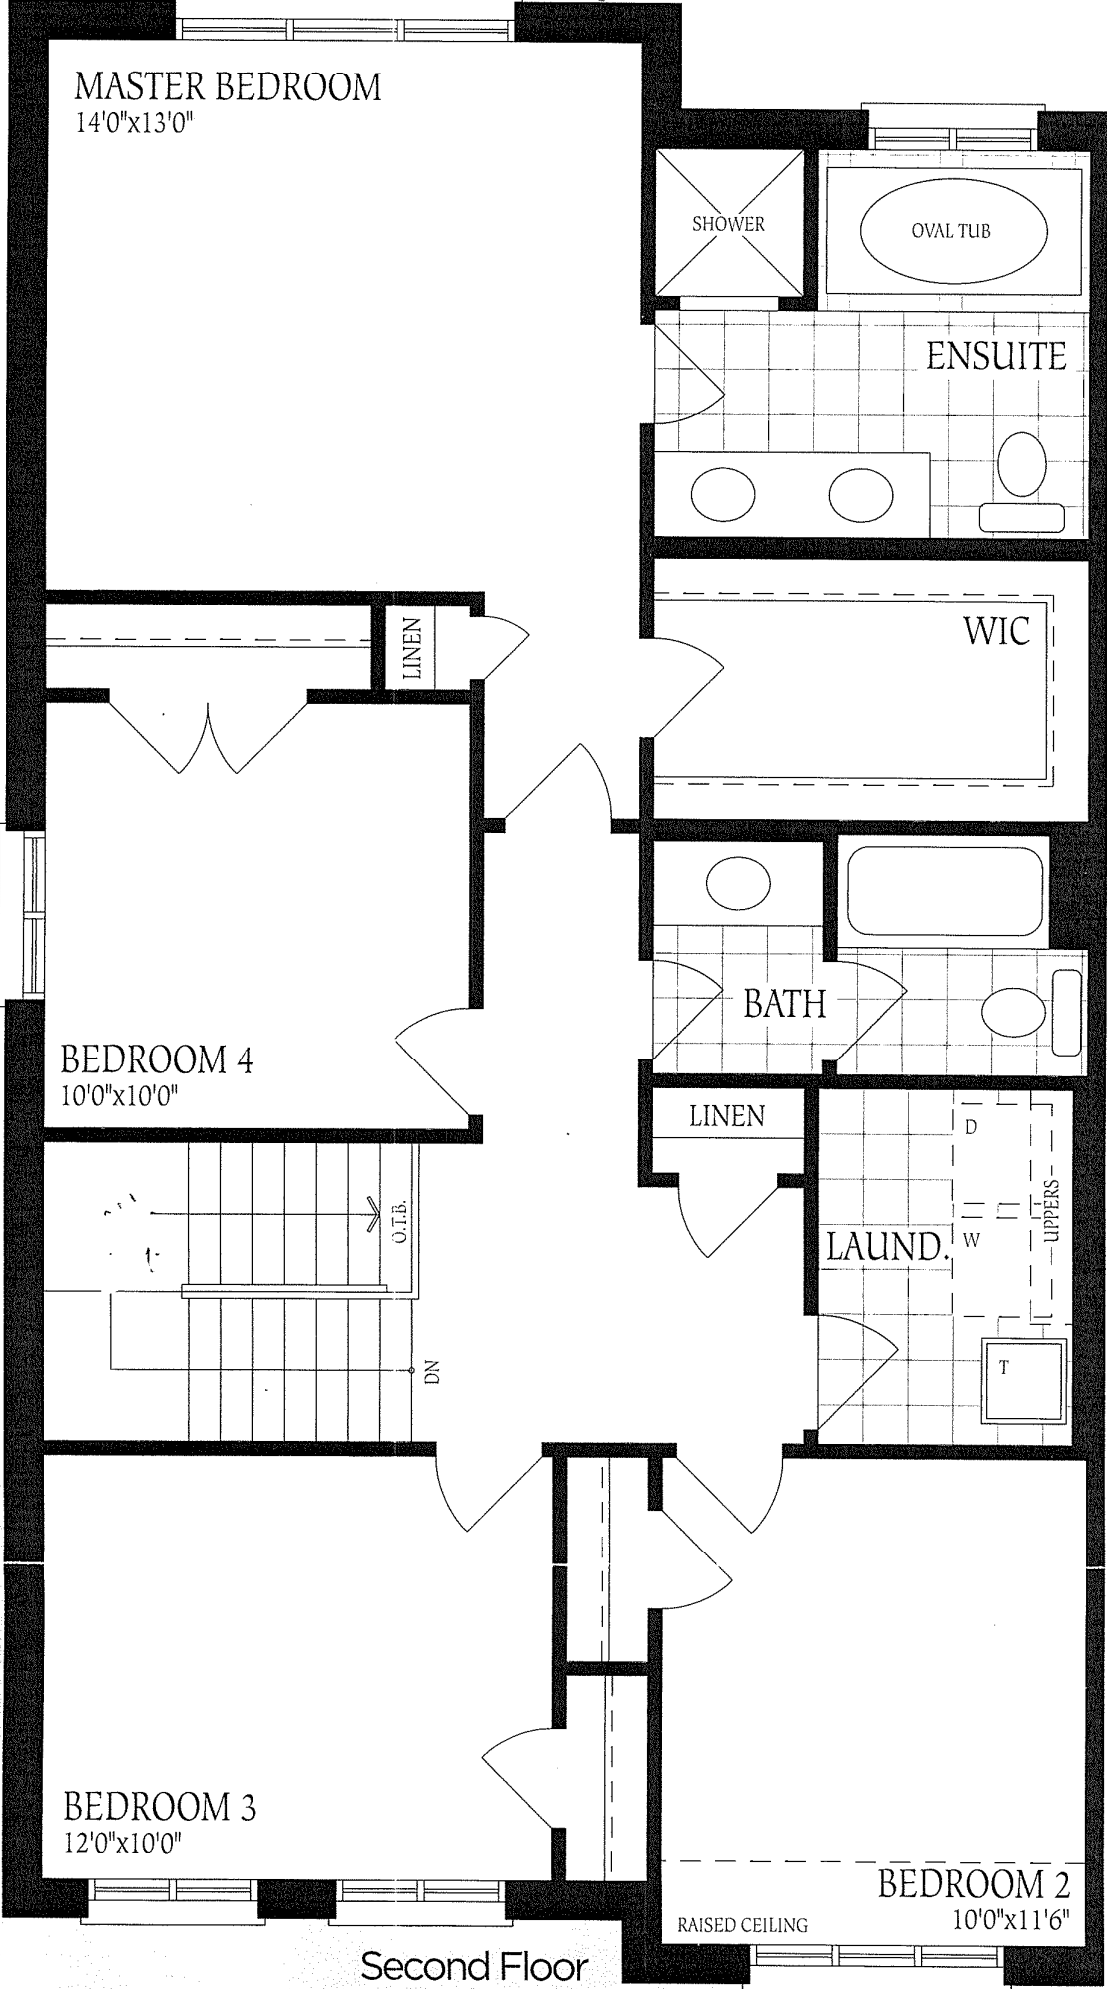 MASTER BEDROOM
14'0"x13'0"
SHOWER
OVAL TUB
ENSUITE
LINEN
WIC
BEDROOM 4
10'0"x10'0"
BATH
LINEN
D
UPPERS
W
LAUND.
O.T.B.
DN
T
BEDROOM 3
12'0"x10'0"
BEDROOM 2
10'0"x11'6"
RAISED CEILING
Second Floor